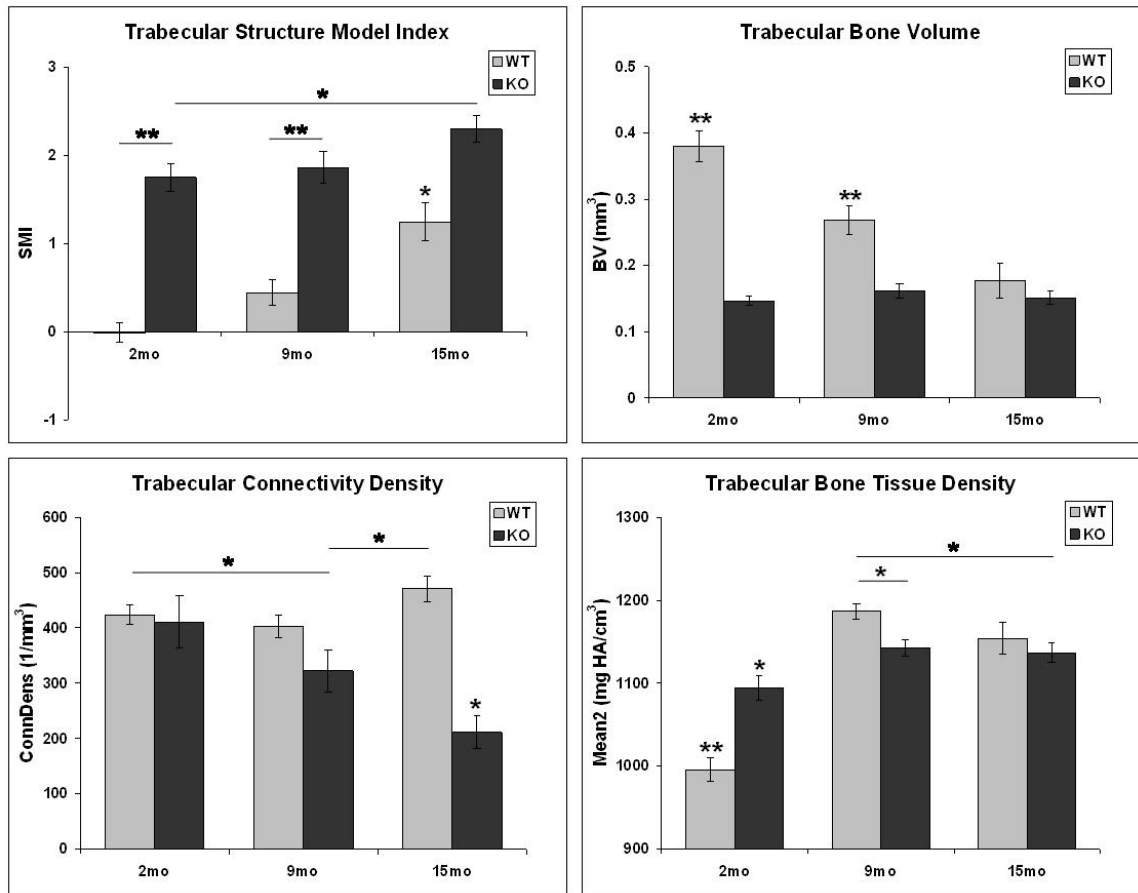 Trabecular Structure Model Index
WT
KO
3
2
1
0
-1
SMI
**
**
*
*
2mo
9mo
15mo
Trabecular Bone Volume
WT
KO
0.5
0.4
0.3
0.2
0.1
0
BV (mm³)
**
**
2mo
9mo
15mo
Trabecular Connectivity Density
WT
KO
600
500
400
300
200
100
0
ConnDens (1/mm³)
*
*
*
2mo
9mo
15mo
Trabecular Bone Tissue Density
WT
KO
1300
1200
1100
1000
900
Mean2 (mg HA/cm³)
**
*
*
*
2mo
9mo
15mo